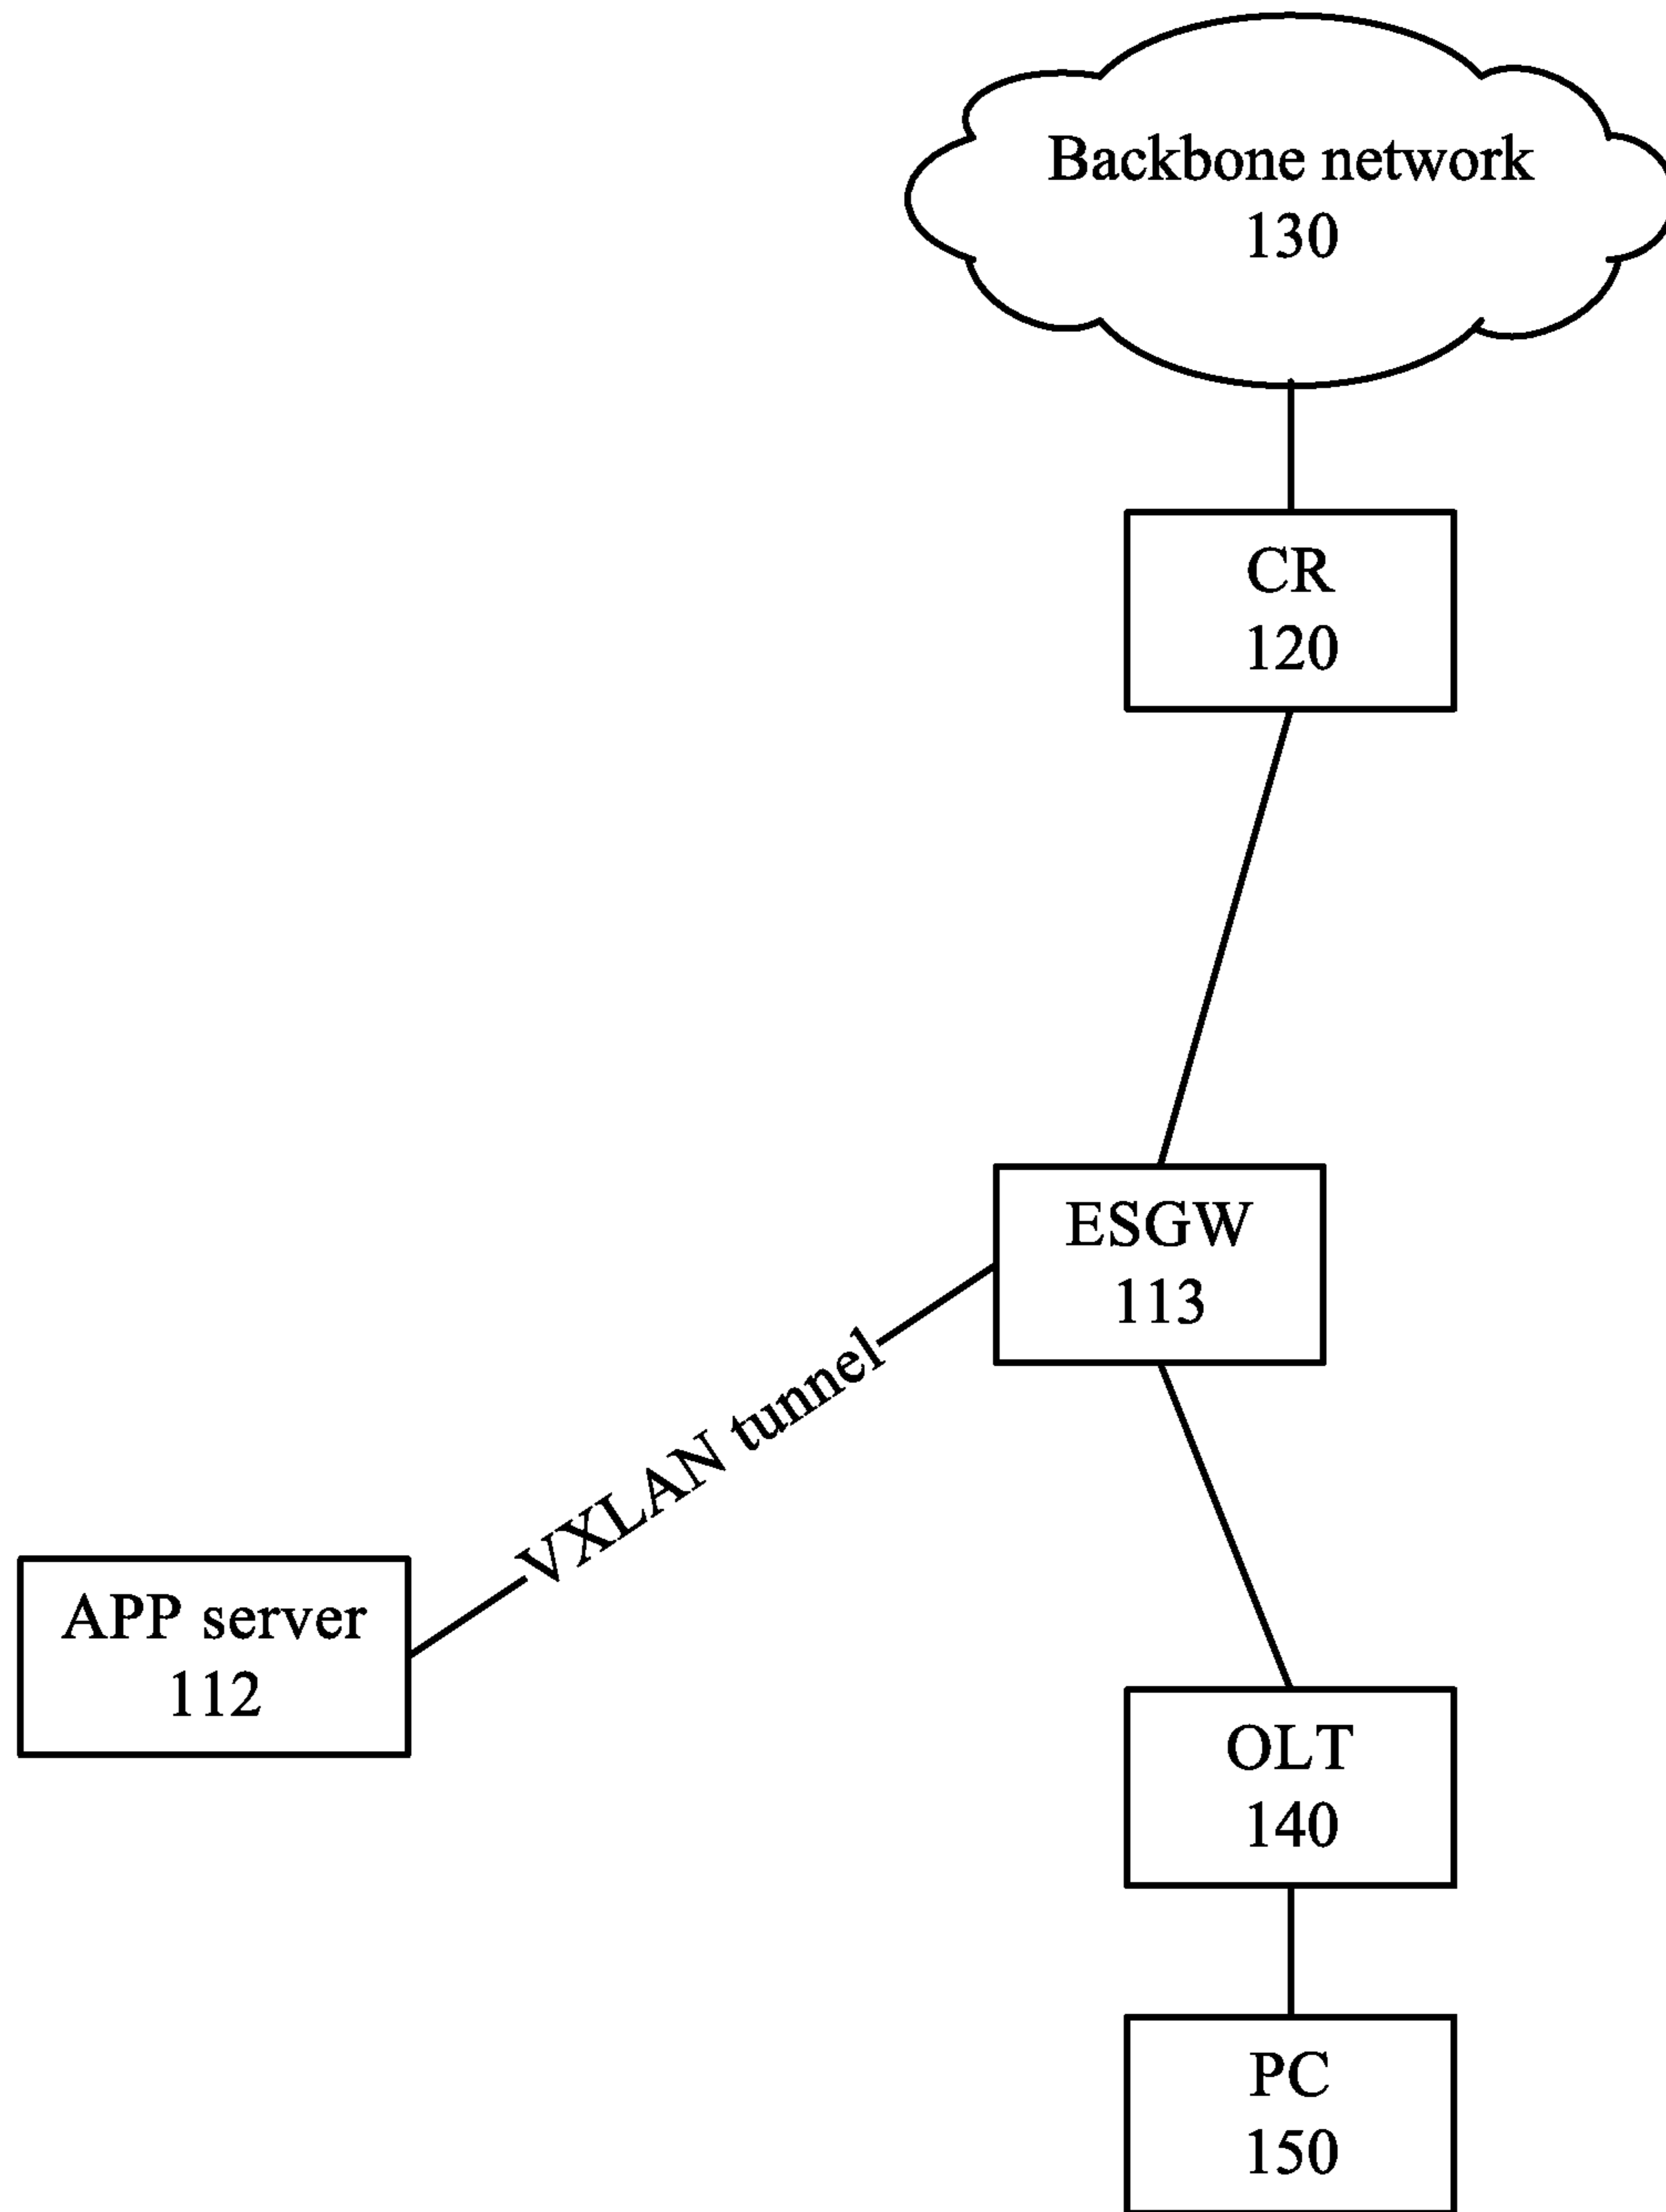 Backbone network
130
CR
120
ESGW
113
VXLAN tunnel
APP server
112
OLT
140
PC
150